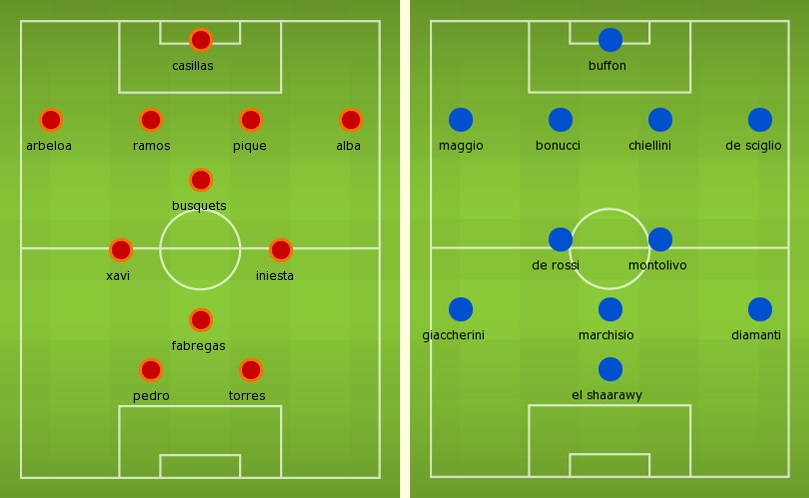 casillas
arbeloa ramos pique alba
busquets
xavi iniesta
fabregas
pedro torres
buffon
maggio bonucci chiellini de sciglio
de rossi montolivo
giaccherini marchisio diamanti
el shaarawy